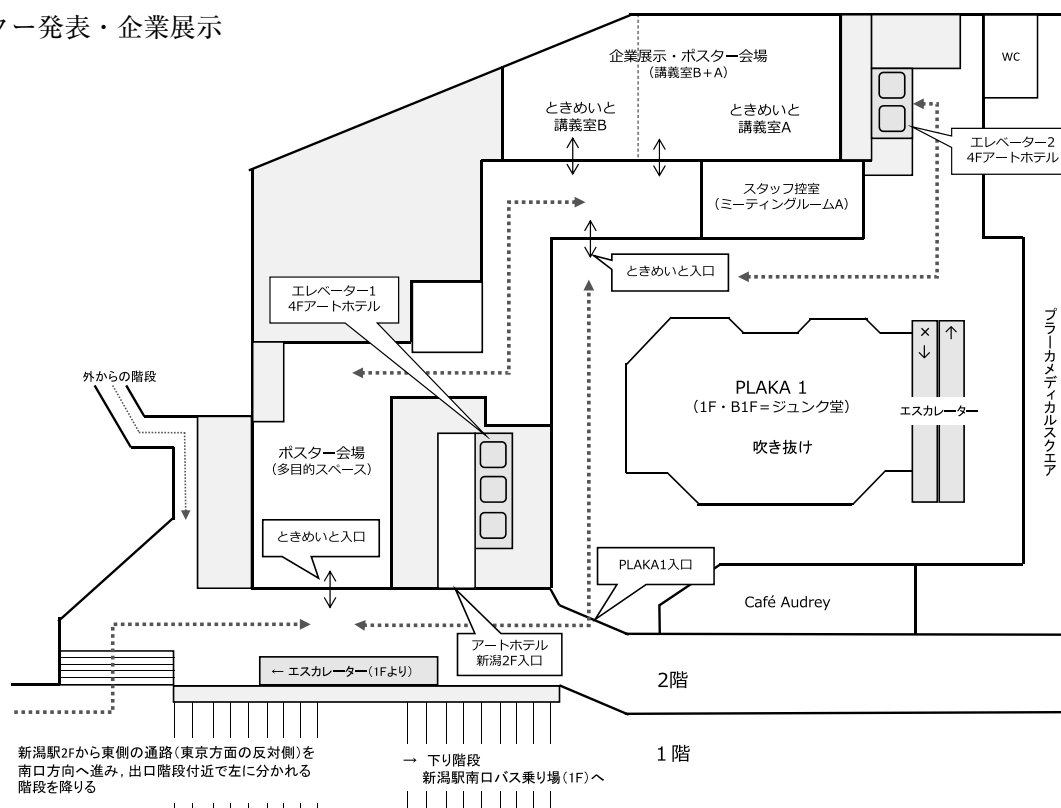 ター発表・企業展示
企業展示・ポスター会場
（講義室B＋A）
WC
ときめいと
講義室B
ときめいと
講義室A
エレベーター2
4Fアートホテル
スタッフ控室
（ミーティングルームA）
ときめいと入口
エレベーター1
4Fアートホテル
プラーカメディカルスクエア
×
↓
↑
外からの階段
PLAKA 1
（1F・B1F＝ジュンク堂）
エスカレーター
吹き抜け
ポスター会場
（多目的スペース）
ときめいと入口
PLAKA1入口
Café Audrey
アートホテル
新潟2F入口
← エスカレーター（1Fより）
2階
1階
新潟駅2Fから東側の通路（東京方面の反対側）を
南口方向へ進み，出口階段付近で左に分かれる
階段を降りる
→ 下り階段
新潟駅南口バス乗り場（1F）へ